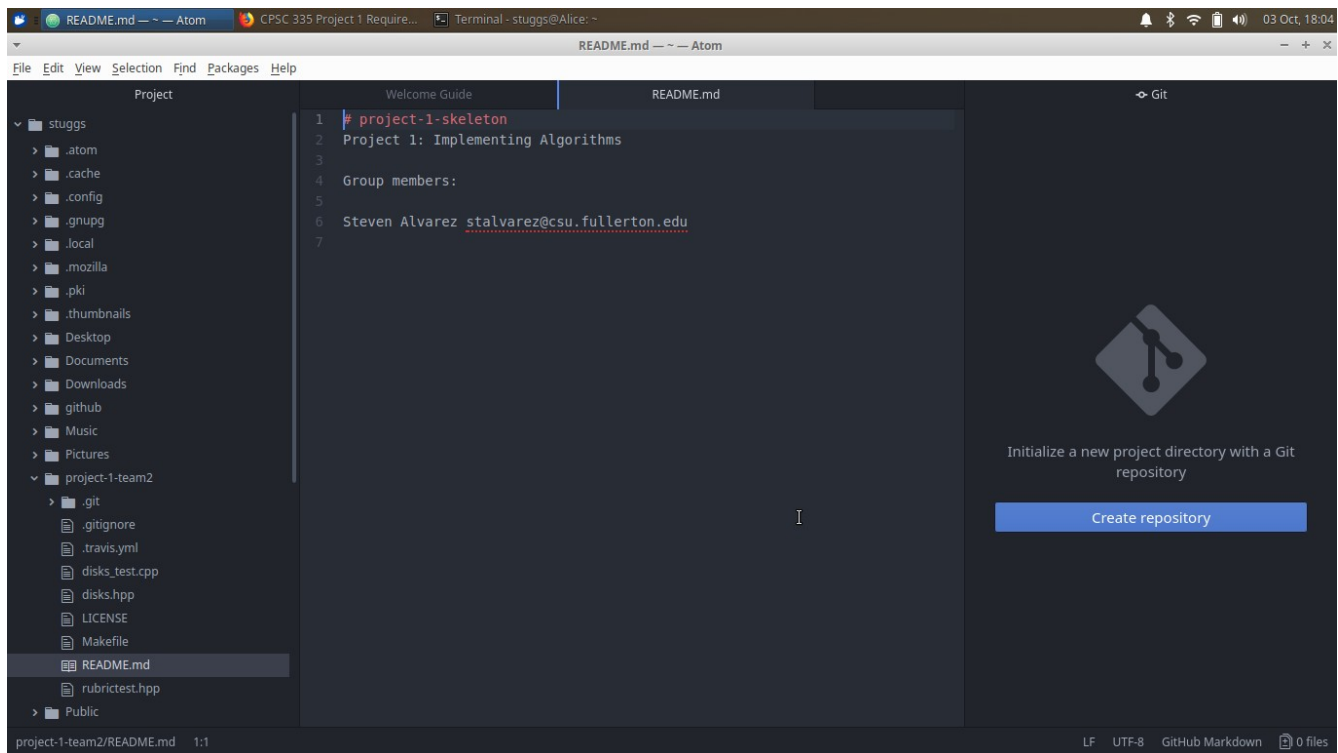 README.md — ~ — Atom
CPSC 335 Project 1 Require...
Terminal - stuggs@Alice: ~
03 Oct, 18:04
README.md — ~ — Atom
File Edit View Selection Find Packages Help
Project
Welcome Guide
README.md
Git
stuggs
.atom
.cache
.config
.gnupg
.local
.mozilla
.pki
.thumbnails
Desktop
Documents
Downloads
github
Music
Pictures
project-1-team2
.git
.gitignore
.travis.yml
disks_test.cpp
disks.hpp
LICENSE
Makefile
README.md
rubrictest.hpp
Public
1 # project-1-skeleton
2 Project 1: Implementing Algorithms
3
4 Group members:
5
6 Steven Alvarez stalvarez@csu.fullerton.edu
7
Initialize a new project directory with a Git
repository
Create repository
project-1-team2/README.md 1:1
LF UTF-8 GitHub Markdown 0 files